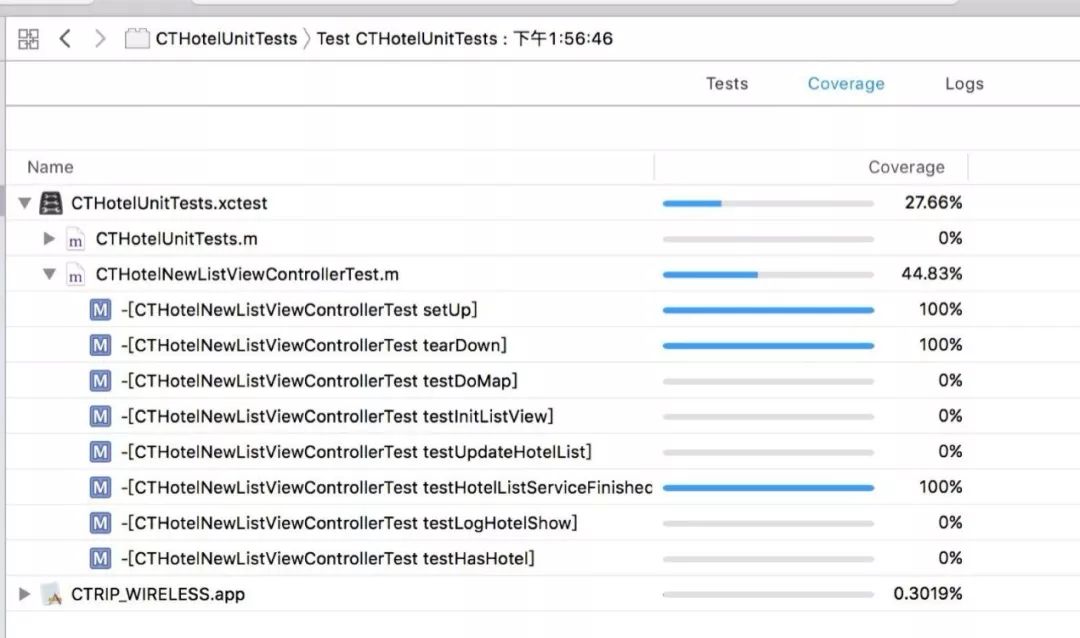 CTHotelUnitTests 〉 Test CTHotelUnitTests : 下午1:56:46
Tests Coverage Logs
Name Coverage
CTHotelUnitTests.xctest 27.66%
m CTHotelUnitTests.m 0%
m CTHotelNewListViewControllerTest.m 44.83%
M -[CTHotelNewListViewControllerTest setUp] 100%
M -[CTHotelNewListViewControllerTest tearDown] 100%
M -[CTHotelNewListViewControllerTest testDoMap] 0%
M -[CTHotelNewListViewControllerTest testInitListView] 0%
M -[CTHotelNewListViewControllerTest testUpdateHotelList] 0%
M -[CTHotelNewListViewControllerTest testHotelListServiceFinished 100%
M -[CTHotelNewListViewControllerTest testLogHotelShow] 0%
M -[CTHotelNewListViewControllerTest testHasHotel] 0%
CTRIP_WIRELESS.app 0.3019%